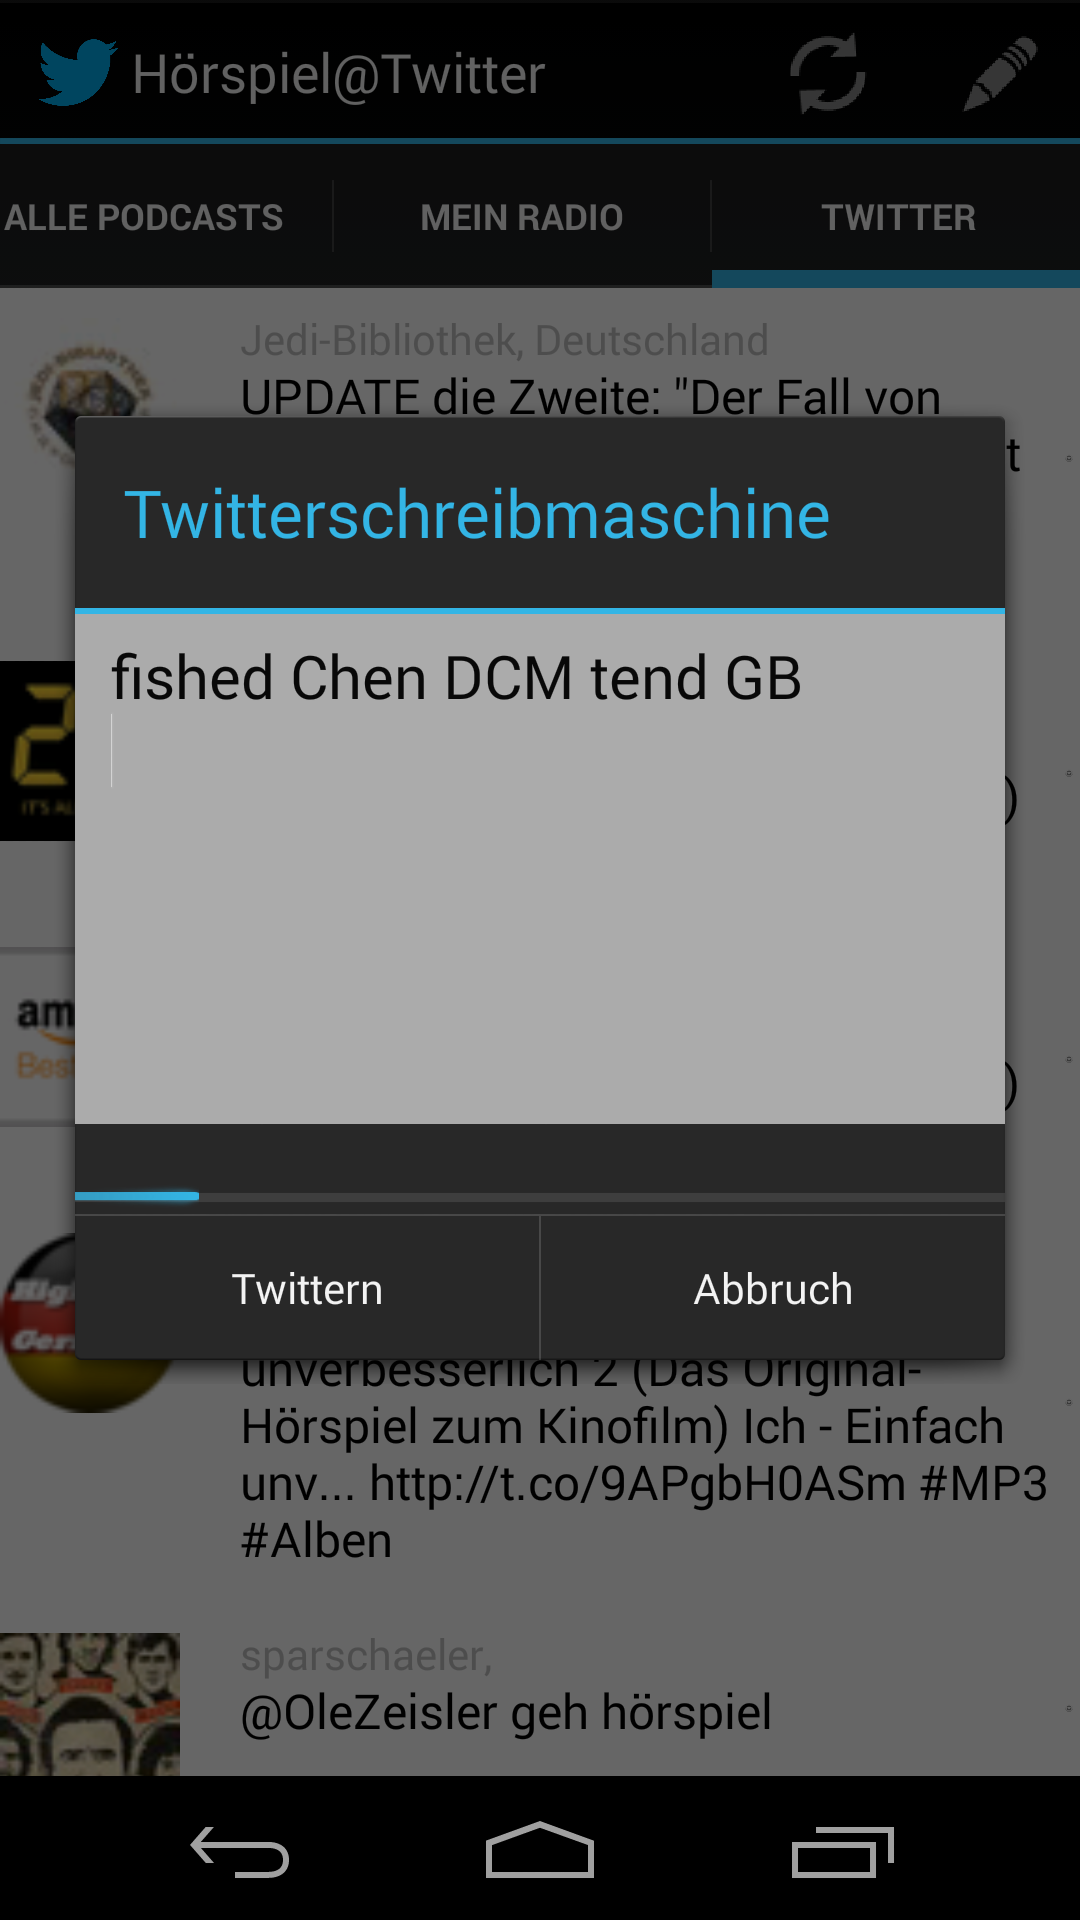 Hörspiel@Twitter
ALLE PODCASTS
MEIN RADIO
TWITTER
Jedi-Bibliothek, Deutschland
UPDATE die Zweite: "Der Fall von
t
Twitterschreibmaschine
fished Chen DCM tend GB
)
am
Bes
)
Twittern
Abbruch
unverbesserlich 2 (Das Original-
Hörspiel zum Kinofilm) Ich - Einfach
unv... http://t.co/9APgbH0ASm #MP3
#Alben
sparschaeler,
@OleZeisler geh hörspiel